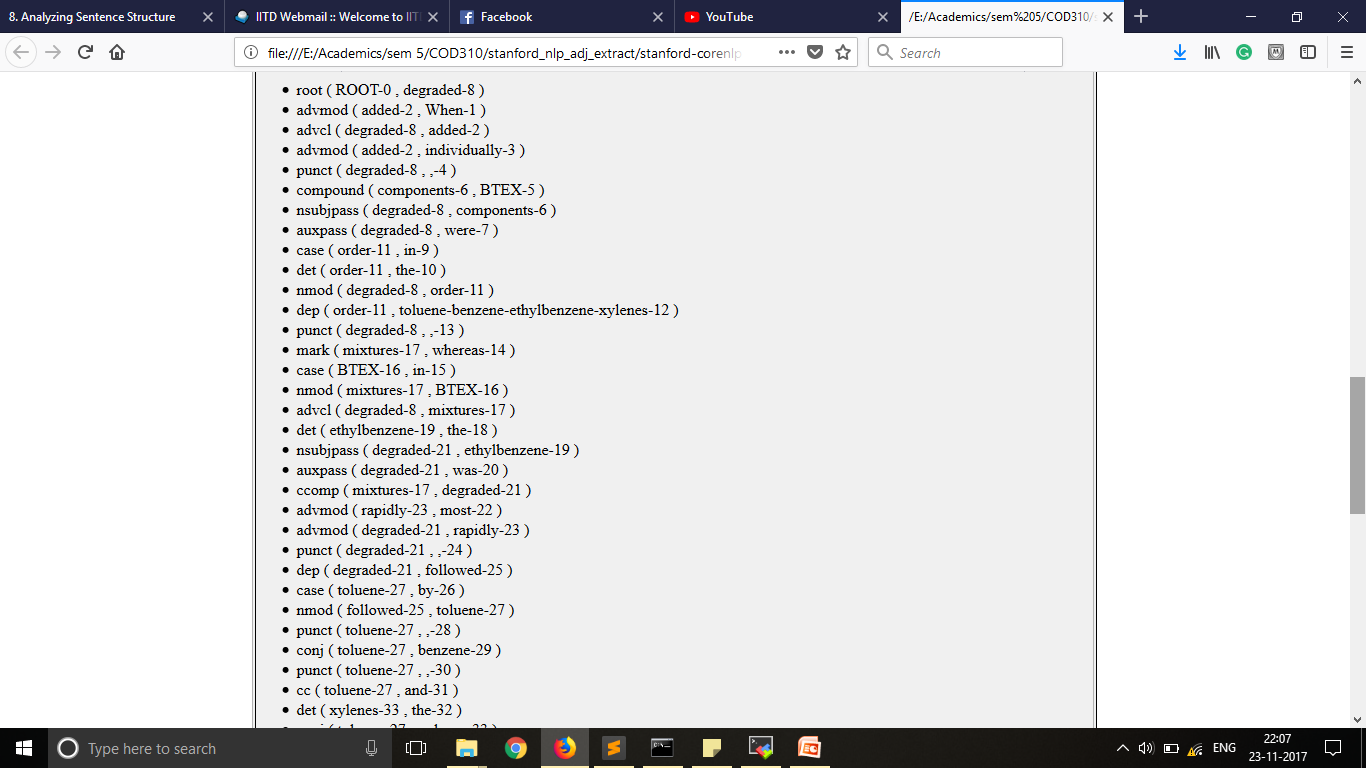 8. Analyzing Sentence Structure
IITD Webmail :: Welcome to IIT
Facebook
YouTube
/E:/Academics/sem%205/COD310/s
file:///E:/Academics/sem 5/COD310/stanford_nlp_adj_extract/stanford-corenlp
Search
root ( ROOT-0 , degraded-8 )
advmod ( added-2 , When-1 )
advcl ( degraded-8 , added-2 )
advmod ( added-2 , individually-3 )
punct ( degraded-8 , ,-4 )
compound ( components-6 , BTEX-5 )
nsubjpass ( degraded-8 , components-6 )
auxpass ( degraded-8 , were-7 )
case ( order-11 , in-9 )
det ( order-11 , the-10 )
nmod ( degraded-8 , order-11 )
dep ( order-11 , toluene-benzene-ethylbenzene-xylenes-12 )
punct ( degraded-8 , ,-13 )
mark ( mixtures-17 , whereas-14 )
case ( BTEX-16 , in-15 )
nmod ( mixtures-17 , BTEX-16 )
advcl ( degraded-8 , mixtures-17 )
det ( ethylbenzene-19 , the-18 )
nsubjpass ( degraded-21 , ethylbenzene-19 )
auxpass ( degraded-21 , was-20 )
ccomp ( mixtures-17 , degraded-21 )
advmod ( rapidly-23 , most-22 )
advmod ( degraded-21 , rapidly-23 )
punct ( degraded-21 , ,-24 )
dep ( degraded-21 , followed-25 )
case ( toluene-27 , by-26 )
nmod ( followed-25 , toluene-27 )
punct ( toluene-27 , ,-28 )
conj ( toluene-27 , benzene-29 )
punct ( toluene-27 , ,-30 )
cc ( toluene-27 , and-31 )
det ( xylenes-33 , the-32 )
Type here to search
ENG
22:07
23-11-2017